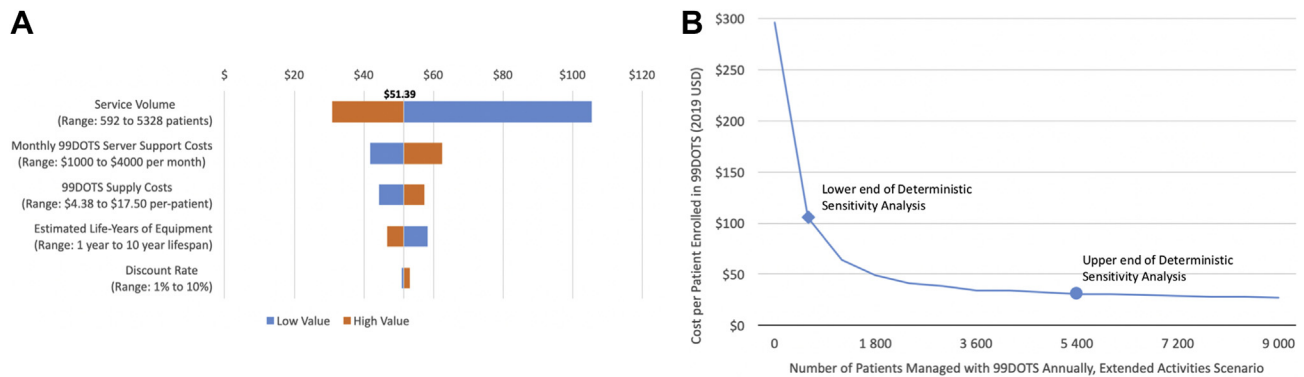 A
$ $20 $40 $60 $80 $100 $120
$51.39
Service Volume
(Range: 592 to 5328 patients)
Monthly 99DOTS Server Support Costs
(Range: $1000 to $4000 per month)
99DOTS Supply Costs
(Range: $4.38 to $17.50 per-patient)
Estimated Life-Years of Equipment
(Range: 1 year to 10 year lifespan)
Discount Rate
(Range: 1% to 10%)
Low Value High Value
B
Cost per Patient Enrolled in 99DOTS (2019 USD)
$300
$250
$200
$150
$100
$50
$0
Lower end of Deterministic
Sensitivity Analysis
Upper end of Deterministic
Sensitivity Analysis
0 1 800 3 600 5 400 7 200 9 000
Number of Patients Managed with 99DOTS Annually, Extended Activities Scenario